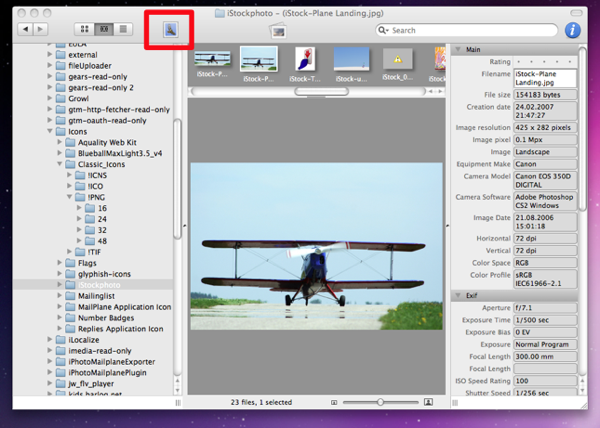 iStockphoto - (iStock-Plane Landing.jpg)
Search
EULA
external
fileUploader
gears-read-only
gears-read-only 2
Growl
gtm-http-fetcher-read-only
gtm-oauth-read-only
Icons
Aquality Web Kit
BlueballMaxLight3.5_v4
Classic_Icons
!ICNS
!ICO
!PNG
16
24
32
48
!TIF
Flags
glyphish-icons
iStockphoto
Mailinglist
MailPlane Application Icon
Number Badges
Replies Application Icon
iLocalize
imedia-read-only
iPhotoMailplaneExporter
iPhotoMailplanePlugin
jw_flv_player
kids.harlog.net
iStock-P...
iStock-P...
iStock-T...
iStock-u...
iStock_0...
iStock
23 files, 1 selected
Main
Rating
Filename iStock-Plane
Landing.jpg
File size 154183 bytes
Creation date 24.02.2007
21:47:27
Image resolution 425 x 282 pixels
Image pixel 0.1 Mpx
Image Landscape
Equipment Make Canon
Camera Model Canon EOS 350D
DIGITAL
Camera Software Adobe Photoshop
CS2 Windows
Image Date 21.08.2006
15:01:18
Horizontal 72 dpi
Vertical 72 dpi
Color Space RGB
Color Profile sRGB
IEC61966-2.1
Exif
Aperture f/7.1
Exposure Time 1/500 sec
Exposure Bias 0 EV
Exposure Normal Program
Focal Length 300.00 mm
Focal Length
ISO Speed Rating 100
Shutter Speed 1/256 sec